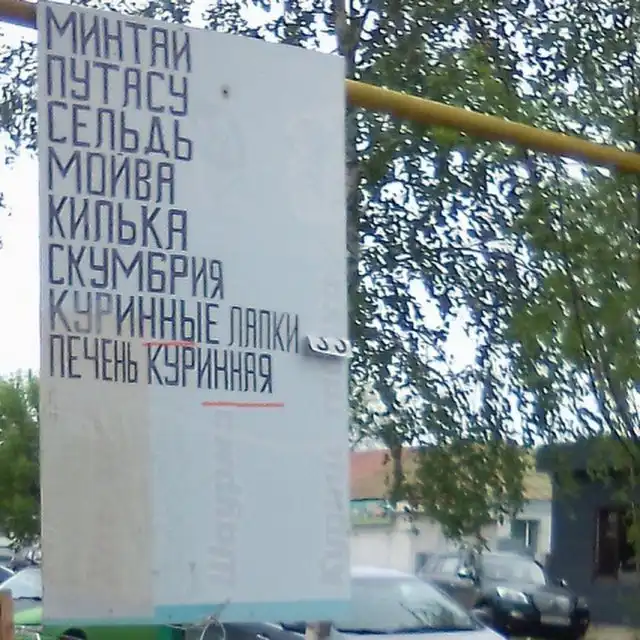 МИНТАЙ
ПУТАСУ
СЕЛЬДЬ
МОЙВА
КИЛЬКА
СКУМБРИЯ
КУРИННЫЕ ЛАПКИ
ПЕЧЕНЬ КУРИННАЯ